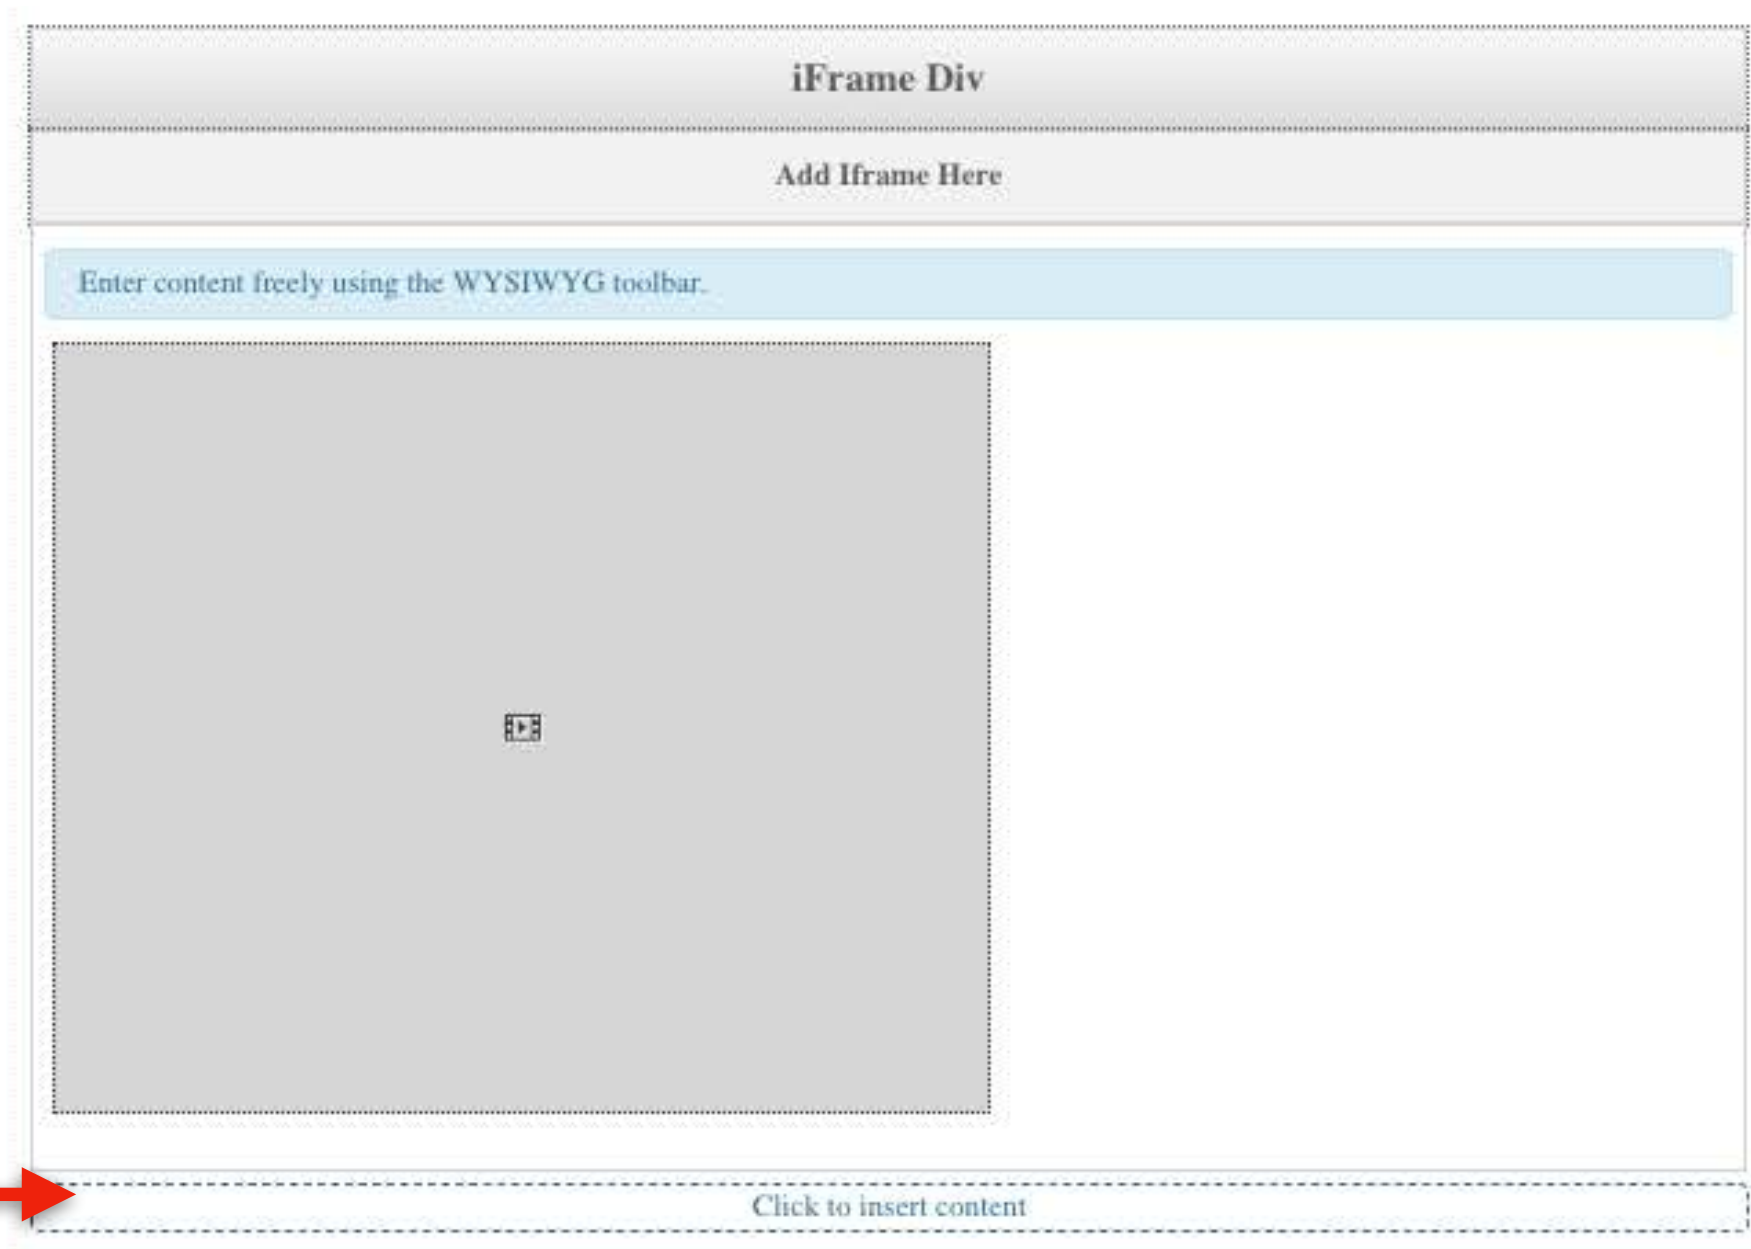 iFrame Div
Add Iframe Here
Enter content freely using the WYSIWYG toolbar.
Click to insert content